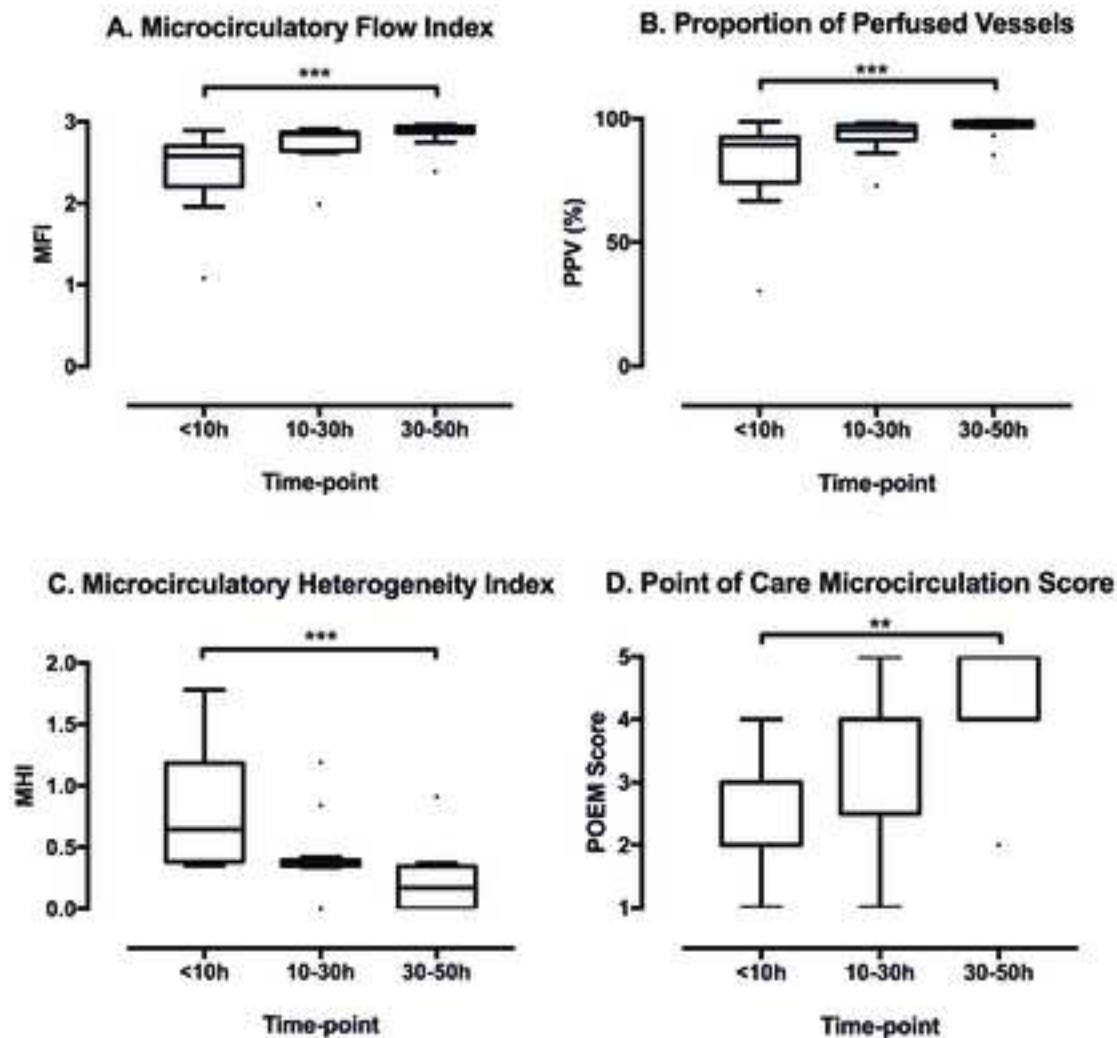 A. Microcirculatory Flow Index
***
3
2
1
0
MFI
<10h 10-30h 30-50h
Time-point
B. Proportion of Perfused Vessels
***
100
50
0
PPV (%)
<10h 10-30h 30-50h
Time-point
C. Microcirculatory Heterogeneity Index
***
2.0
1.5
1.0
0.5
0.0
MHI
<10h 10-30h 30-50h
Time-point
D. Point of Care Microcirculation Score
**
5
4
3
2
1
POEM Score
<10h 10-30h 30-50h
Time-point